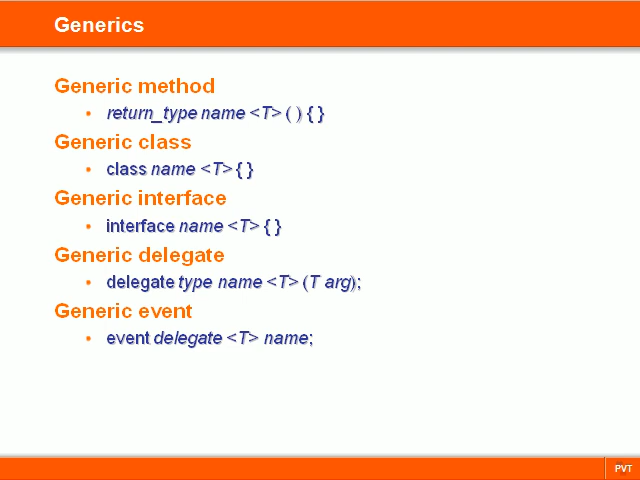 Generics
Generic method
• return_type name <T> ( ) { }
Generic class
• class name <T> { }
Generic interface
• interface name <T> { }
Generic delegate
• delegate type name <T> (T arg);
Generic event
• event delegate <T> name;
PVT